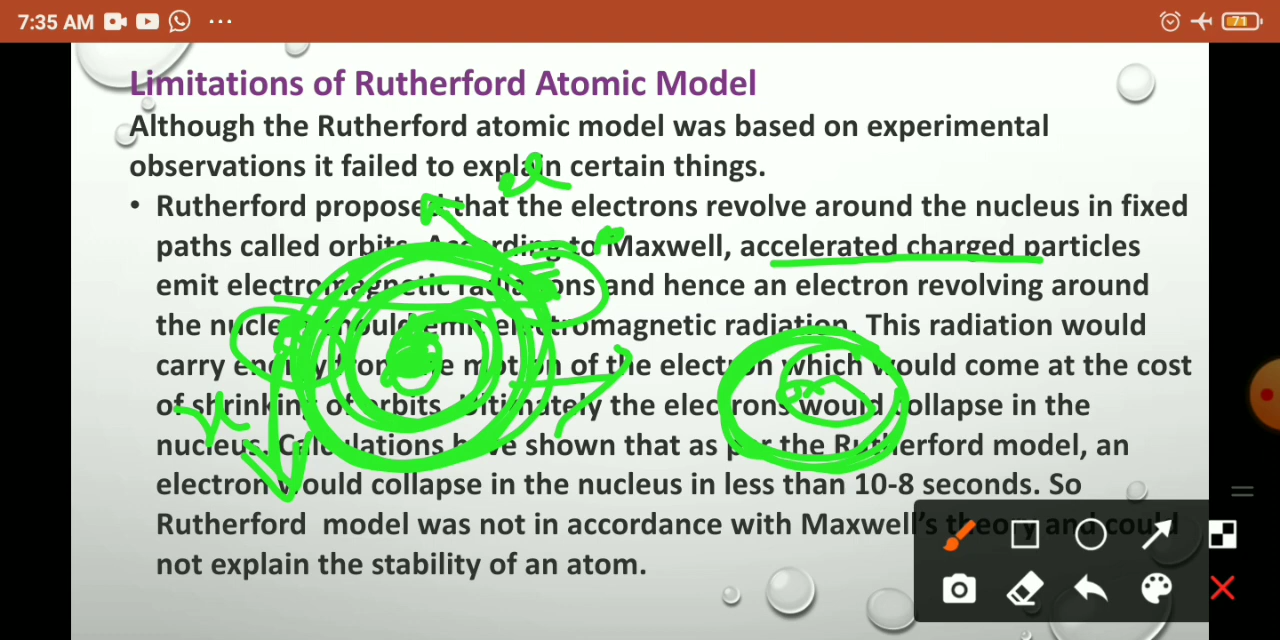 7:35 AM
71
Limitations of Rutherford Atomic Model
Although the Rutherford atomic model was based on experimental
observations it failed to explain certain things.
• Rutherford proposed that the electrons revolve around the nucleus in fixed
paths called orbits. According to Maxwell, accelerated charged particles
emit electromagnetic radiations and hence an electron revolving around
the nucleus should emit electromagnetic radiation. This radiation would
carry energy from the motion of the electron which would come at the cost
of shrinking of orbits. Ultimately the electrons would collapse in the
nucleus. Calculations have shown that as per the Rutherford model, an
electron would collapse in the nucleus in less than 10-8 seconds. So
Rutherford model was not in accordance with Maxwell's theory and could
not explain the stability of an atom.